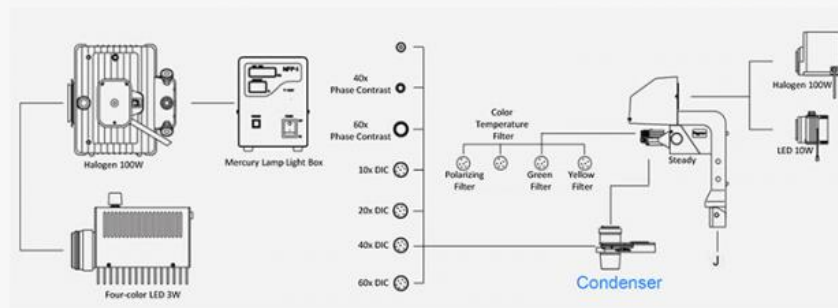 Halogen 100W
Mercury Lamp Light Box
Four-color LED 3W
40x
Phase Contrast
60x
Phase Contrast
10x DIC
20x DIC
40x DIC
60x DIC
Color
Temperature
Filter
Polarizing
Filter
Green
Filter
Yellow
Filter
Steady
Condenser
J
Halogen 100W
LED 10W